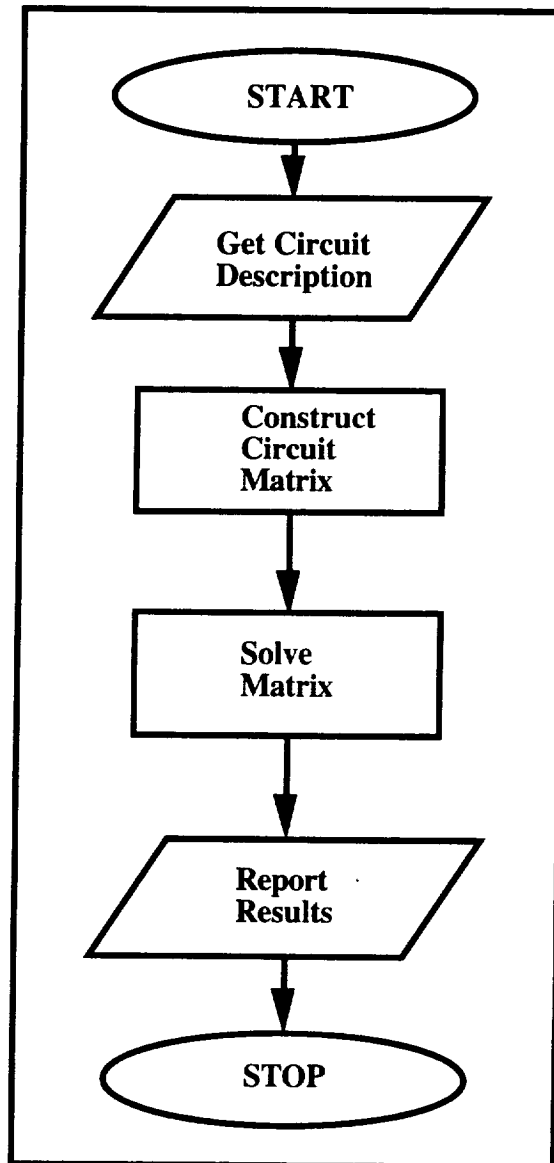 START
Get Circuit
Description
Construct
Circuit
Matrix
Solve
Matrix
Report
Results
STOP